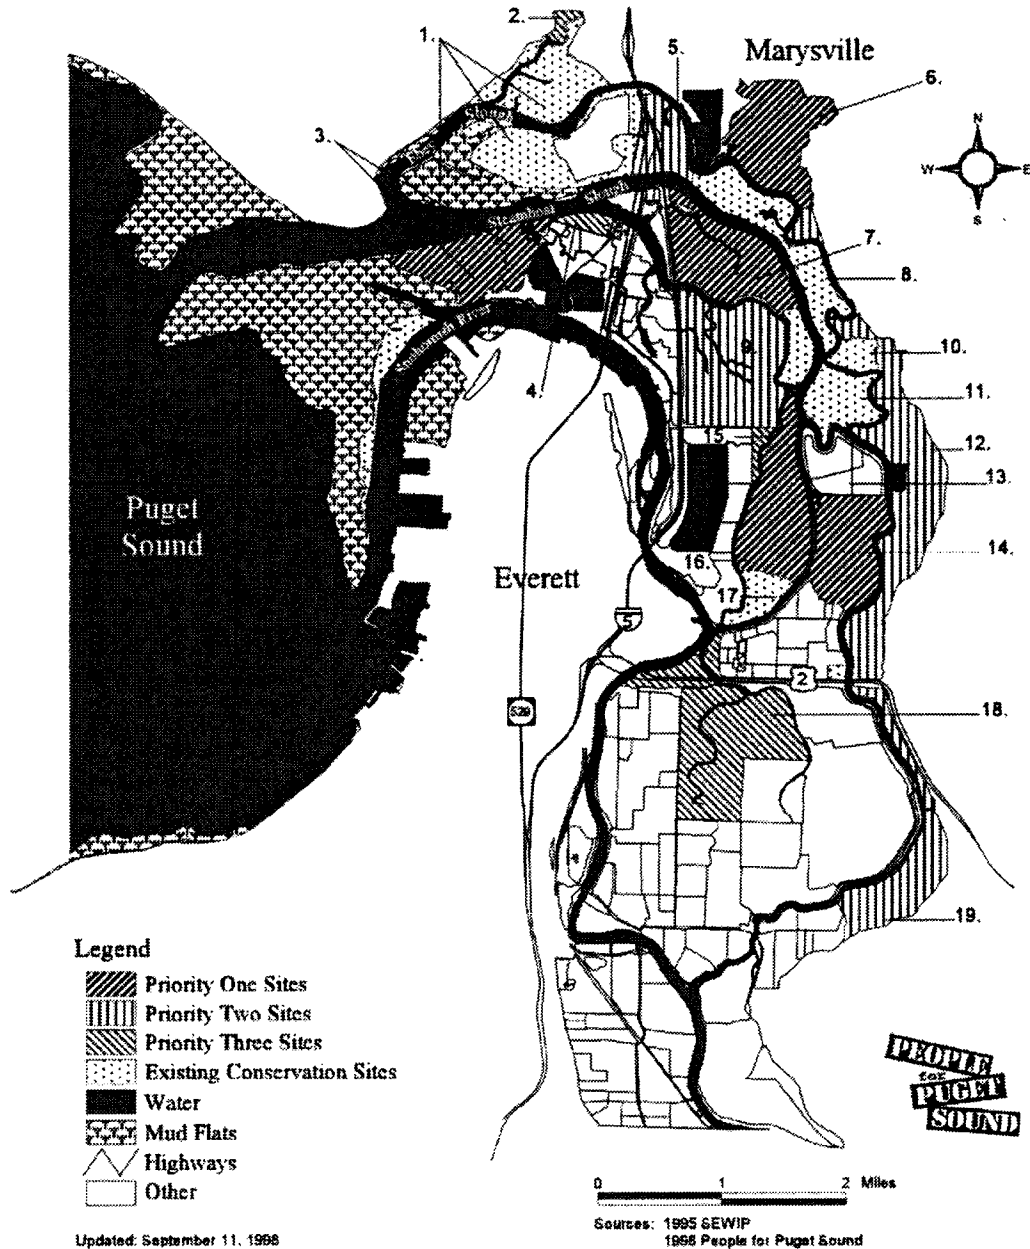 2.
1.
5.
Marysville
6.
3.
N
W E
S
Steamboat Slough
7.
8.
Snohomish River
9.
10.
4.
11.
15.
12.
13.
Puget
Sound
14.
16.
Everett
17.
5
2
529
18.
19.
Legend
Priority One Sites
Priority Two Sites
Priority Three Sites
Existing Conservation Sites
Water
Mud Flats
Highways
Other
PEOPLE
for
PUGET
SOUND
0 1 2 Miles
Sources: 1995 SEWIP
1998 People for Puget Sound
Updated: September 11, 1998